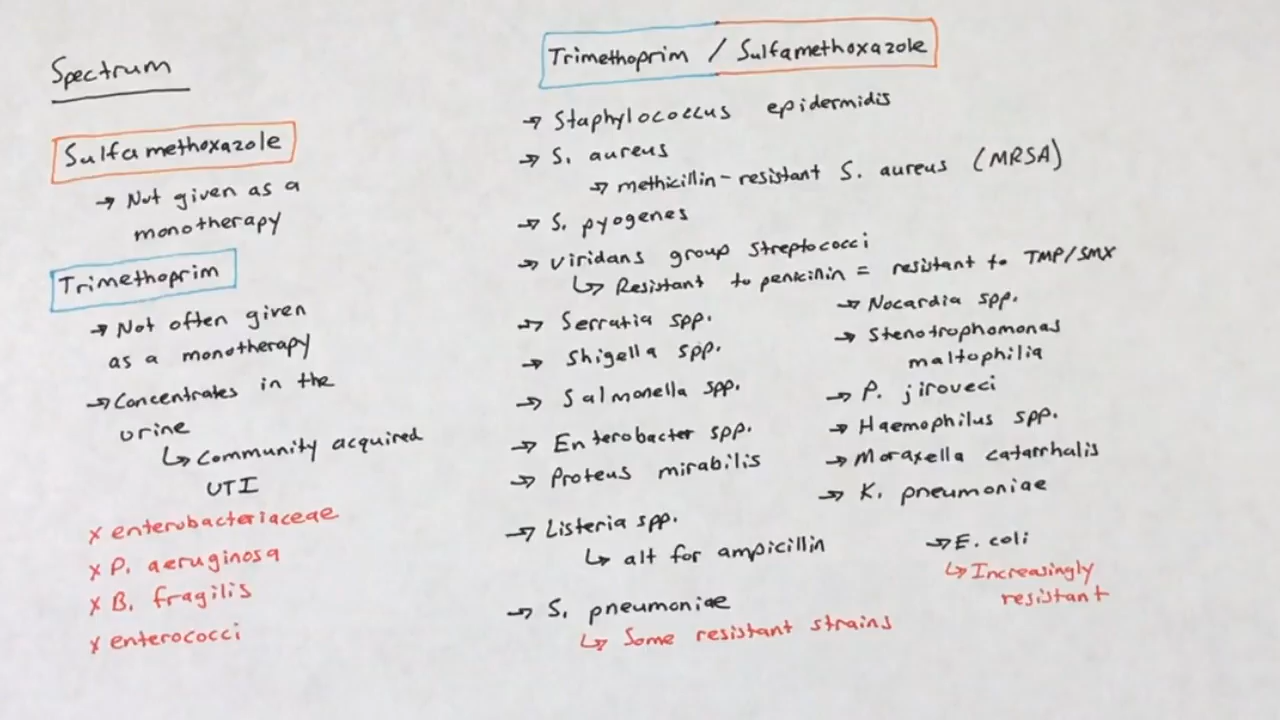 Spectrum
Sulfamethoxazole
→ Not given as a
monotherapy
Trimethoprim
→ Not often given
as a monotherapy
→ Concentrates in the
urine
↳ Community acquired
UTI
x enterobacteriaceae
x P. aeruginosa
x B. fragilis
x enterococci
Trimethoprim / Sulfamethoxazole
→ Staphylococcus epidermidis
→ S. aureus
→ methicillin-resistant S. aureus (MRSA)
→ S. pyogenes
→ viridans group streptococci
↳ Resistant to penicillin = resistant to TMP/SMX
→ Serratia spp.
→ Shigella spp.
→ Salmonella spp.
→ Enterobacter spp.
→ Proteus mirabilis
→ Listeria spp.
↳ alt for ampicillin
→ S. pneumoniae
↳ Some resistant strains
→ Nocardia spp.
→ Stenotrophomonas
maltophilia
→ P. jiroveci
→ Haemophilus spp.
→ Moraxella catarrhalis
→ K. pneumoniae
→ E. coli
↳ Increasingly
resistant